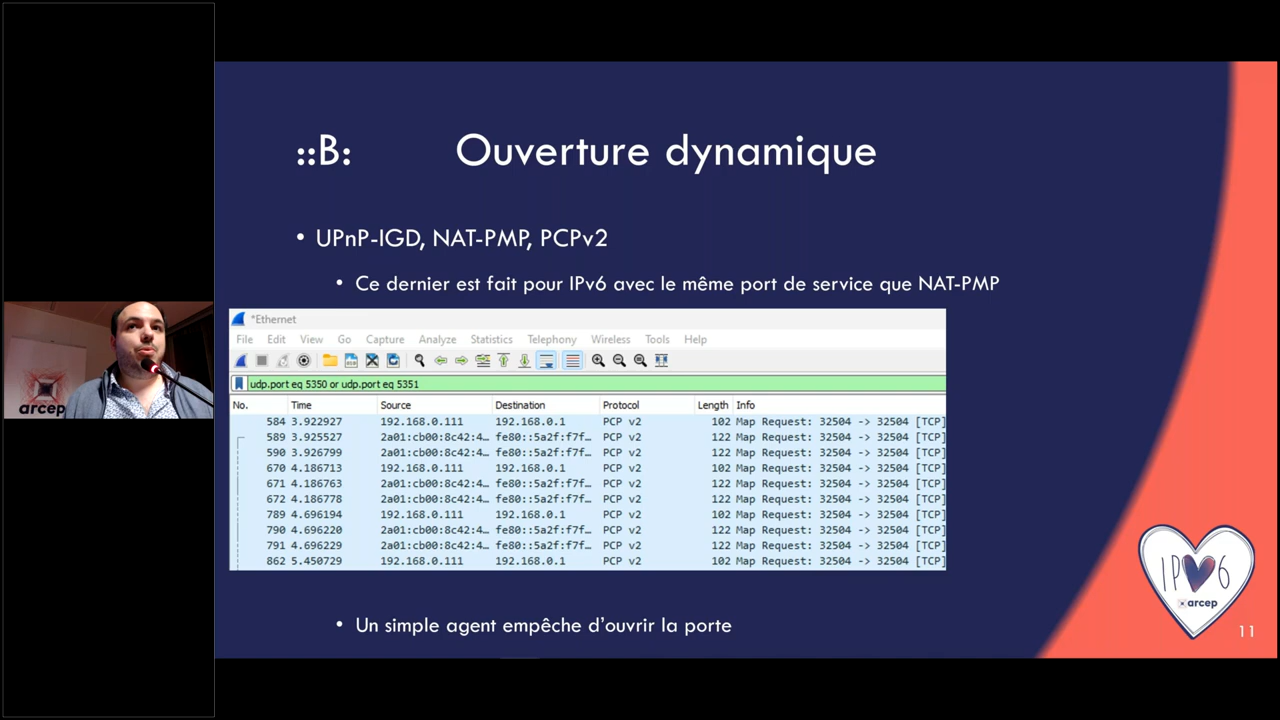 ::B: Ouverture dynamique
• UPnP-IGD, NAT-PMP, PCPv2
• Ce dernier est fait pour IPv6 avec le même port de service que NAT-PMP
*Ethernet
File Edit View Go Capture Analyze Statistics Telephony Wireless Tools Help
udp.port eq 5350 or udp.port eq 5351
No. Time Source Destination Protocol Length Info
584 3.922927 192.168.0.111 192.168.0.1 PCP v2 102 Map Request: 32504 -> 32504 [TCP]
589 3.925527 2a01:cb00:8c42:4… fe80::5a2f:f7f… PCP v2 122 Map Request: 32504 -> 32504 [TCP]
590 3.926799 2a01:cb00:8c42:4… fe80::5a2f:f7f… PCP v2 122 Map Request: 32504 -> 32504 [TCP]
670 4.186713 192.168.0.111 192.168.0.1 PCP v2 102 Map Request: 32504 -> 32504 [TCP]
671 4.186763 2a01:cb00:8c42:4… fe80::5a2f:f7f… PCP v2 122 Map Request: 32504 -> 32504 [TCP]
672 4.186778 2a01:cb00:8c42:4… fe80::5a2f:f7f… PCP v2 122 Map Request: 32504 -> 32504 [TCP]
789 4.696194 192.168.0.111 192.168.0.1 PCP v2 102 Map Request: 32504 -> 32504 [TCP]
790 4.696220 2a01:cb00:8c42:4… fe80::5a2f:f7f… PCP v2 122 Map Request: 32504 -> 32504 [TCP]
791 4.696229 2a01:cb00:8c42:4… fe80::5a2f:f7f… PCP v2 122 Map Request: 32504 -> 32504 [TCP]
862 5.450729 192.168.0.111 192.168.0.1 PCP v2 102 Map Request: 32504 -> 32504 [TCP]
• Un simple agent empêche d'ouvrir la porte
arcep
IPv6
arcep
11